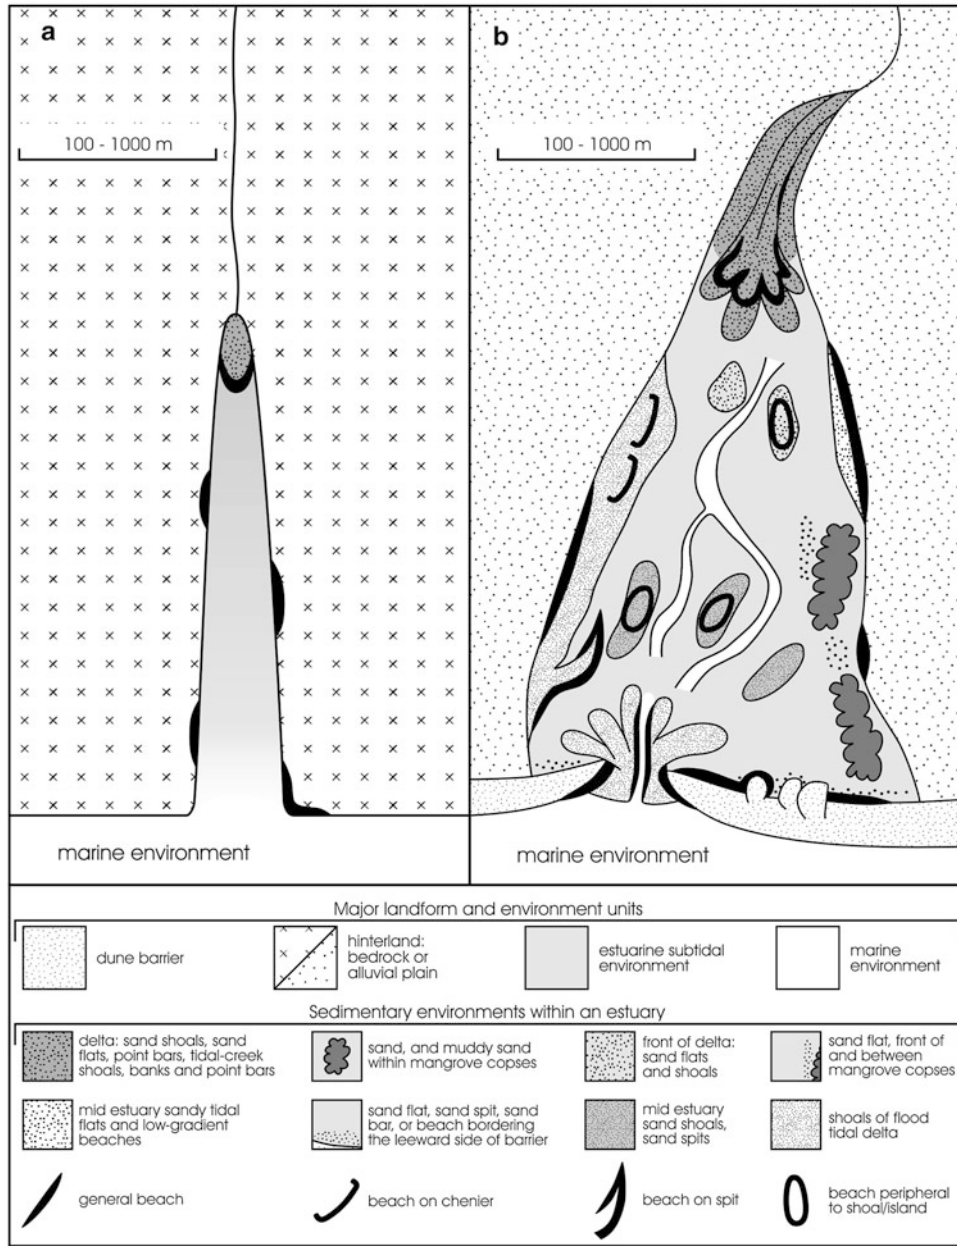 a
b
100 - 1000 m
100 - 1000 m
marine environment
marine environment
Major landform and environment units
dune barrier
hinterland:
bedrock or
alluvial plain
estuarine subtidal
environment
marine
environment
Sedimentary environments within an estuary
delta: sand shoals, sand
flats, point bars, tidal-creek
shoals, banks and point bars
sand, and muddy sand
within mangrove copses
front of delta:
sand flats
and shoals
sand flat, front of
and between
mangrove copses
mid estuary sandy tidal
flats and low-gradient
beaches
sand flat, sand spit, sand
bar, or beach bordering
the leeward side of barrier
mid estuary
sand shoals,
sand spits
shoals of flood
tidal delta
general beach
beach on chenier
beach on spit
beach peripheral
to shoal/island